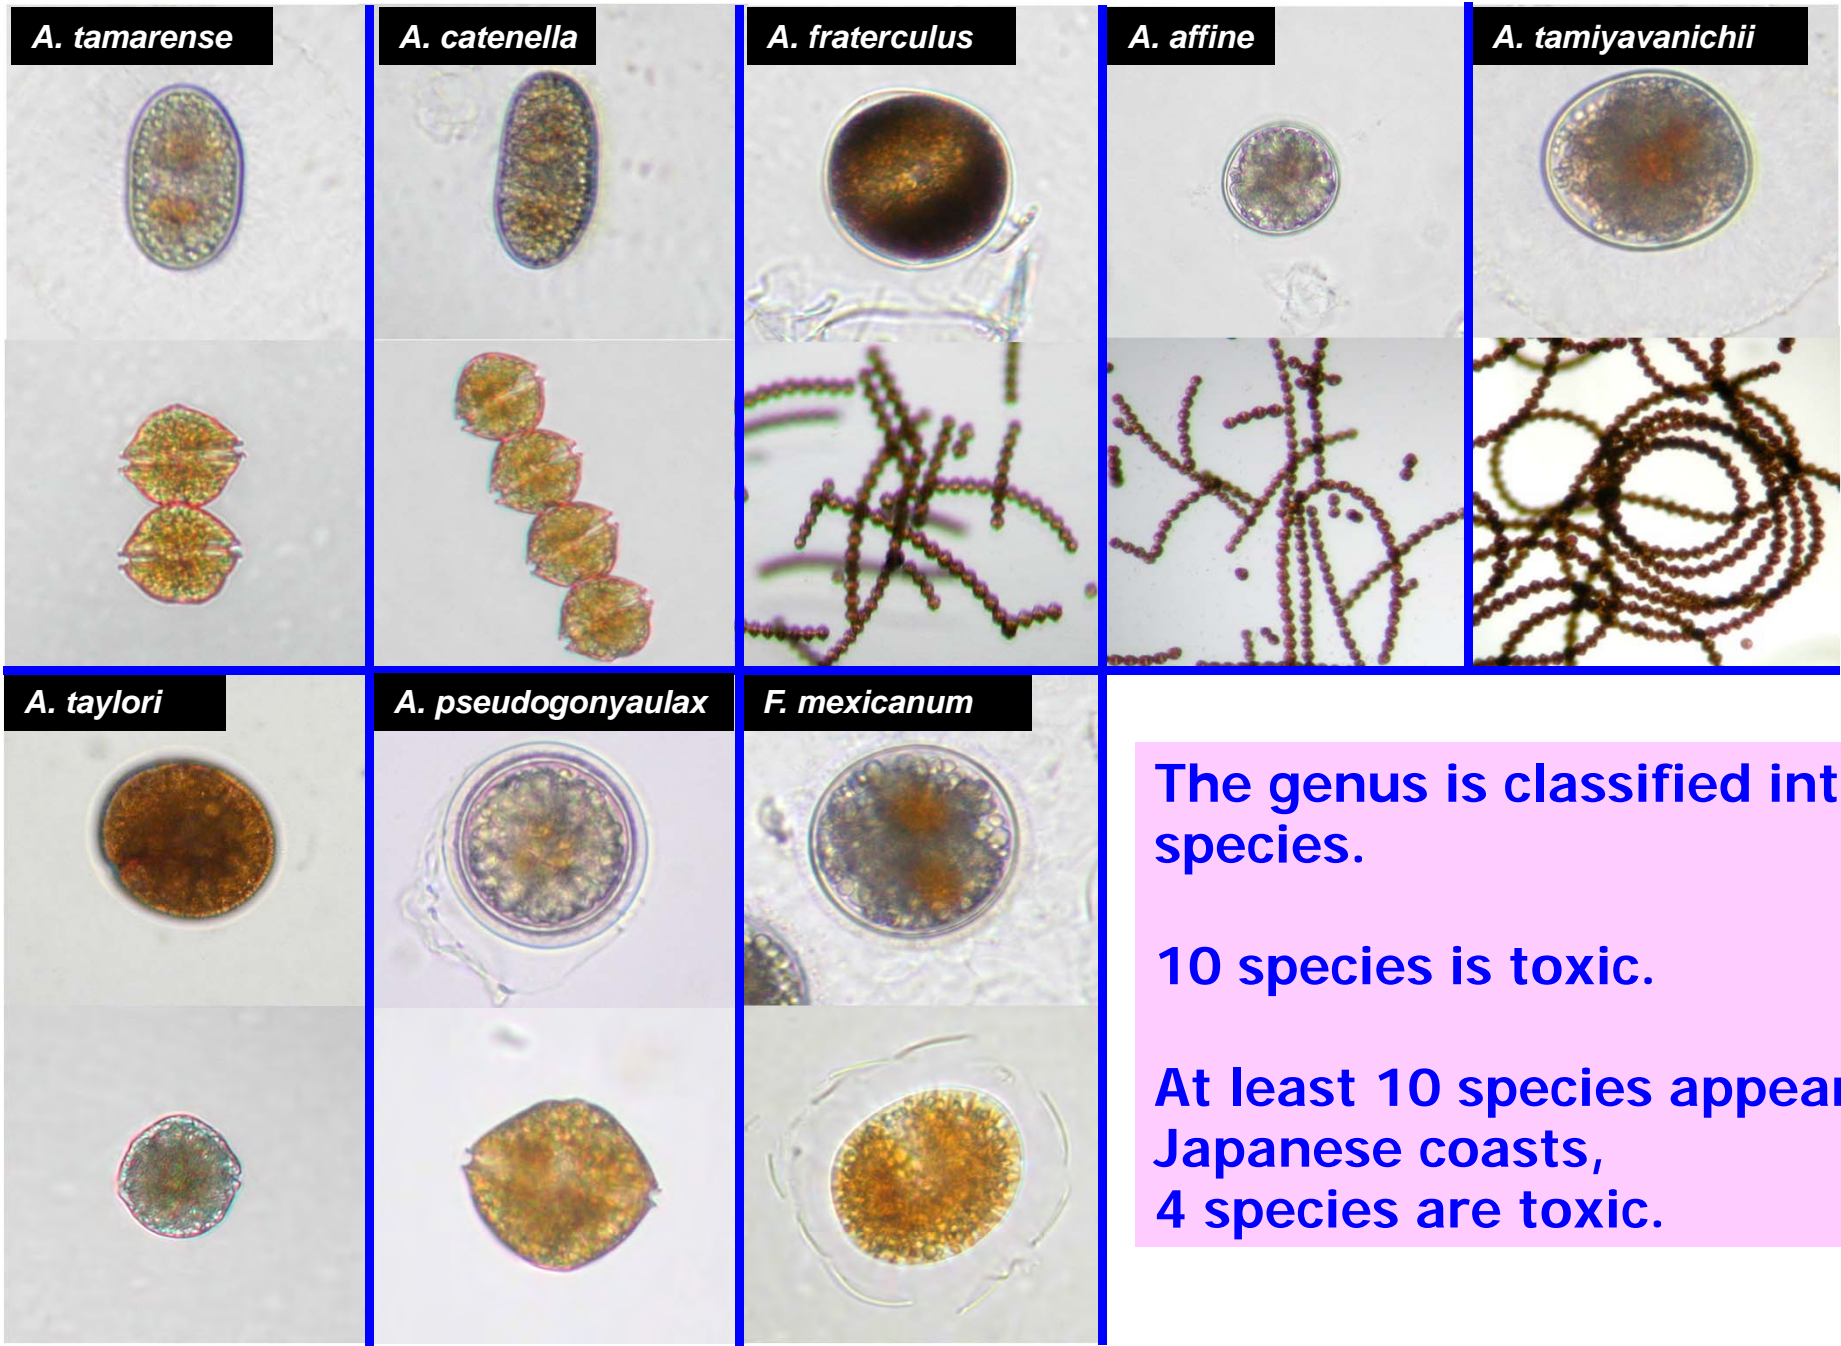 A. tamarense
A. catenella
A. fraterculus
A. affine
A. tamiyavanichii
A. taylori
A. pseudogonyaulax
F. mexicanum
The genus is classified int
species.
10 species is toxic.
At least 10 species appear
Japanese coasts,
4 species are toxic.